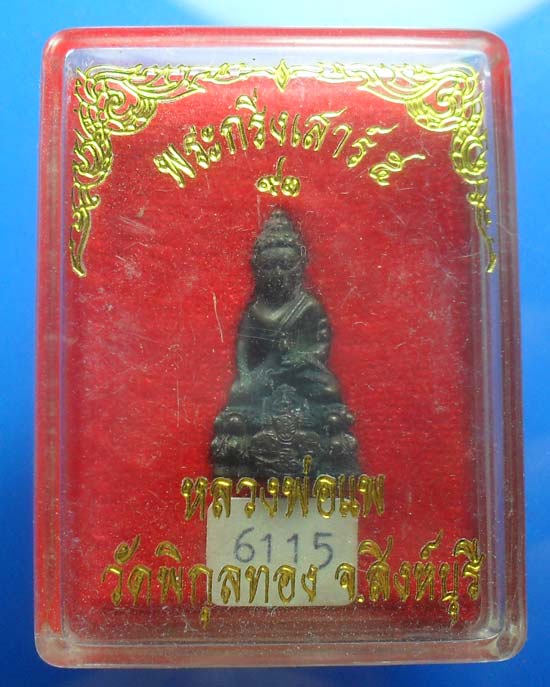 พระกริ่งเสาร์ ๕
๙๓
หลวงพ่อแพ
6115
วัดพิกุลทอง จ.สิงห์บุรี